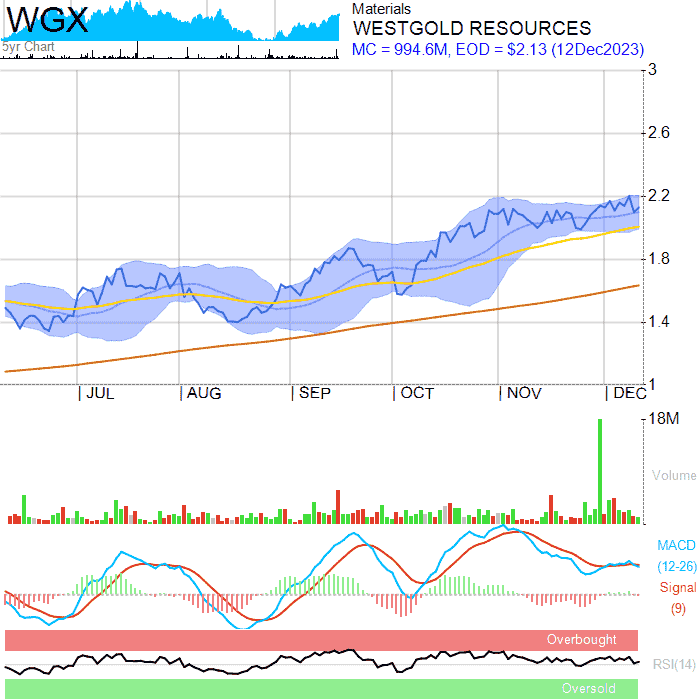 WGX
5yr Chart
Materials
WESTGOLD RESOURCES
MC = 994.6M, EOD = $2.13 (12Dec2023)
3
2.6
2.2
1.8
1.4
1
JUL AUG SEP OCT NOV DEC
18M
Volume
MACD
(12-26)
Signal
(9)
Overbought
RSI(14)
Oversold